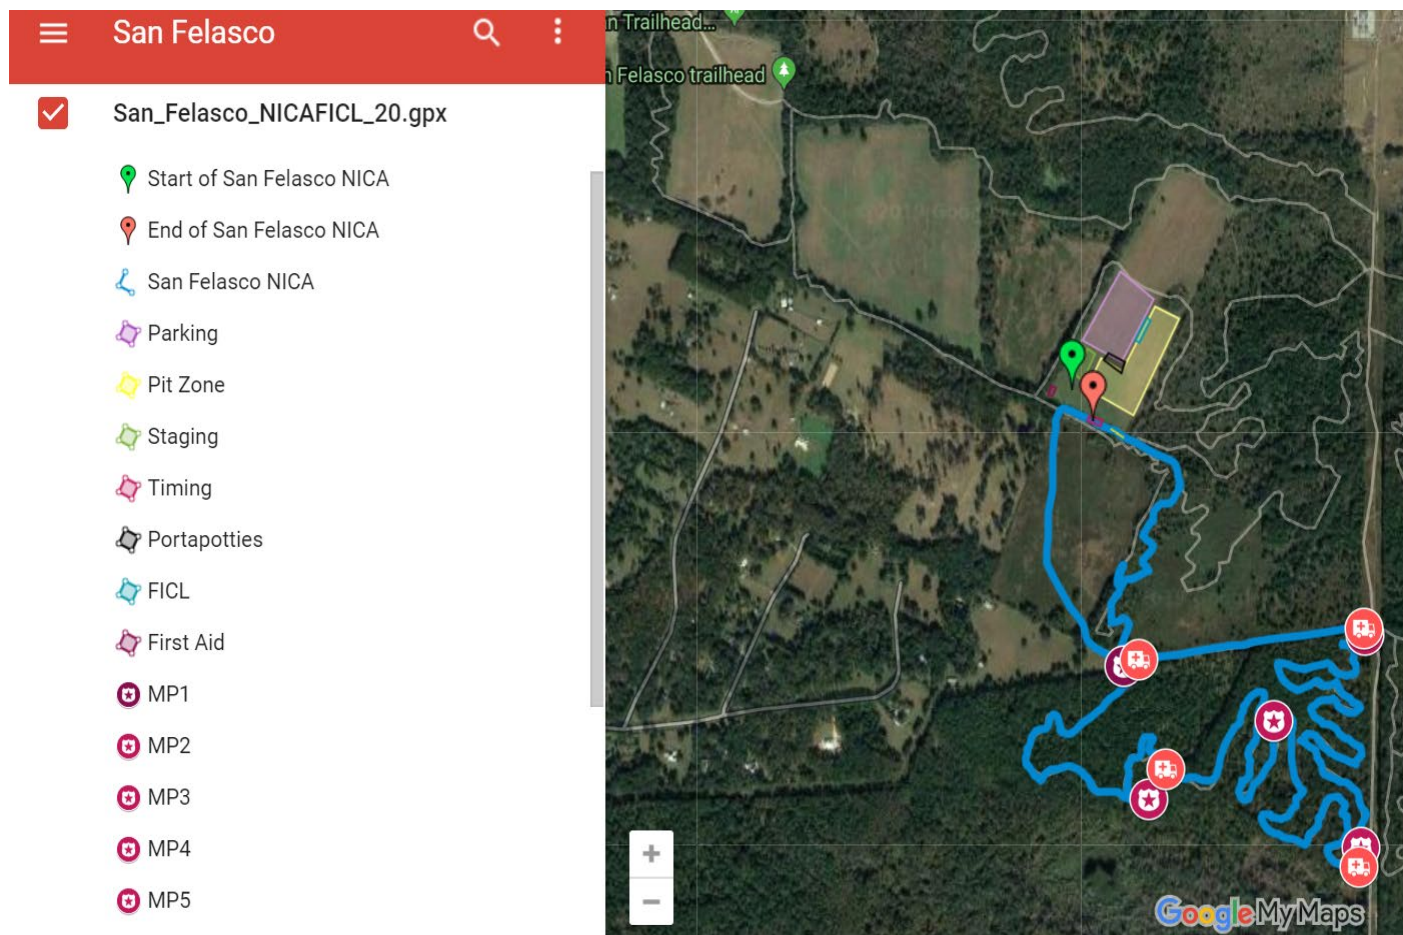 San Felasco
San_Felasco_NICAFICL_20.gpx
Start of San Felasco NICA
End of San Felasco NICA
San Felasco NICA
Parking
Pit Zone
Staging
Timing
Portapotties
FICL
First Aid
MP1
MP2
MP3
MP4
MP5
n Trailhead...
n Felasco trailhead
Google My Maps